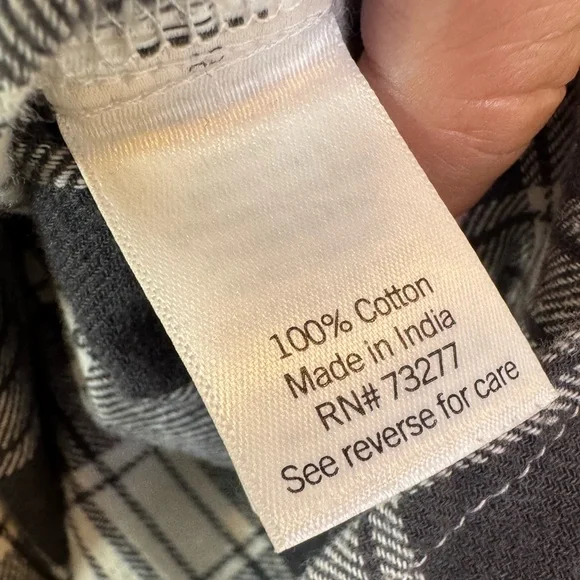 100% Cotton
Made in India
RN# 73277
See reverse for care